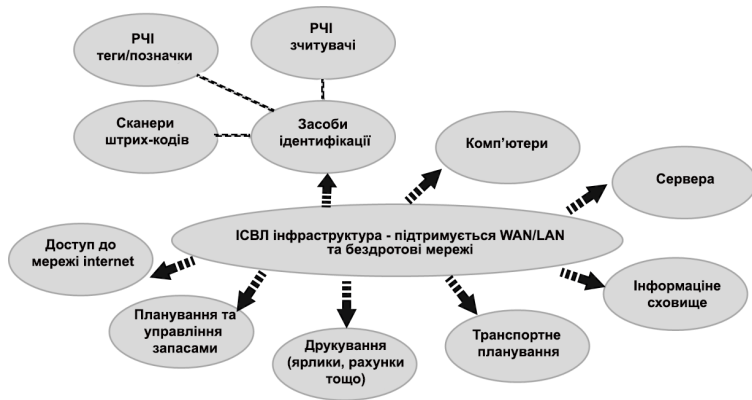 РЧІ
теги/позначки
РЧІ
зчитувачі
Сканери
штрих-кодів
Засоби
ідентифікації
Комп’ютери
Сервера
ІСВЛ інфраструктура - підтримується WAN/LAN
та бездротові мережі
Доступ до
мережі internet
Інформаціне
сховище
Планування та
управління
запасами
Друкування
(ярлики, рахунки
тощо)
Транспортне
планування